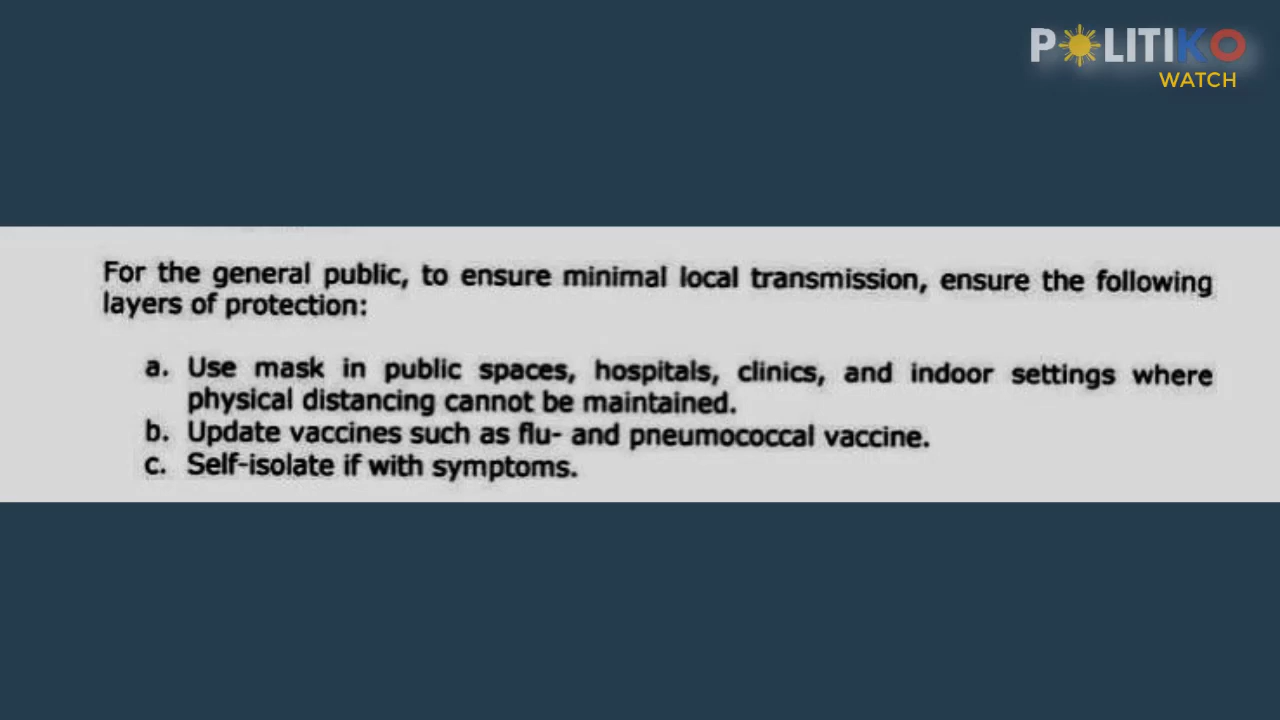 POLITIKO
WATCH
For the general public, to ensure minimal local transmission, ensure the following
layers of protection:
a. Use mask in public spaces, hospitals, clinics, and indoor settings where
physical distancing cannot be maintained.
b. Update vaccines such as flu- and pneumococcal vaccine.
c. Self-isolate if with symptoms.